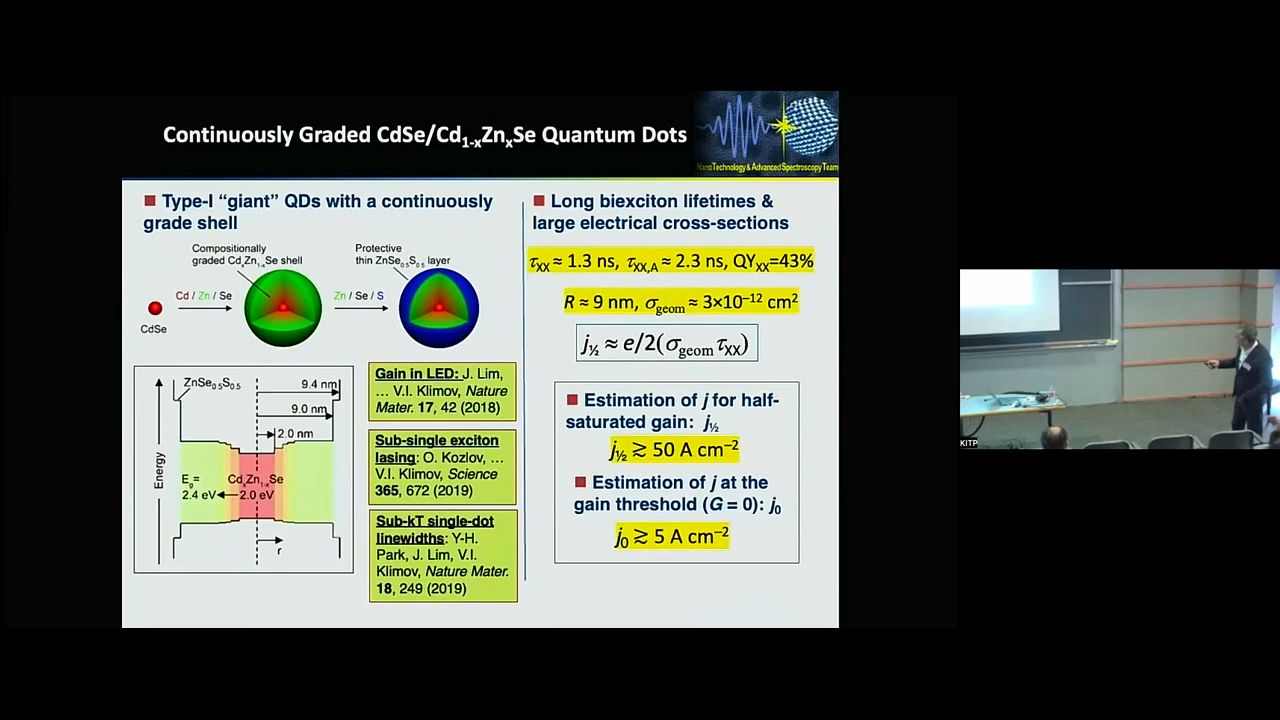 Continuously Graded CdSe/Cd₁₋ₓZnₓSe Quantum Dots
NanoTechnology & Advanced Spectroscopy Team
Type-I “giant” QDs with a continuously
grade shell
Compositionally
graded CdₓZn₁₋ₓSe shell
Protective
thin ZnSe₀.₅S₀.₅ layer
Cd / Zn / Se
Zn / Se / S
CdSe
ZnSe₀.₅S₀.₅
9.4 nm
9.0 nm
2.0 nm
Energy
E₉=
2.4 eV
CdₓZn₁₋ₓSe
2.0 eV
r
Gain in LED: J. Lim,
... V.I. Klimov, Nature
Mater. 17, 42 (2018)
Sub-single exciton
lasing: O. Kozlov, ...
V.I. Klimov, Science
365, 672 (2019)
Sub-kT single-dot
linewidths: Y-H.
Park, J. Lim, V.I.
Klimov, Nature Mater.
18, 249 (2019)
Long biexciton lifetimes &
large electrical cross-sections
τXX ≈ 1.3 ns, τXX,A ≈ 2.3 ns, QYXX=43%
R ≈ 9 nm, σgeom ≈ 3×10⁻¹² cm²
j½ ≈ e/2(σgeom τXX)
Estimation of j for half-
saturated gain: j½
j½ ≳ 50 A cm⁻²
Estimation of j at the
gain threshold (G = 0): j₀
j₀ ≳ 5 A cm⁻²
KITP